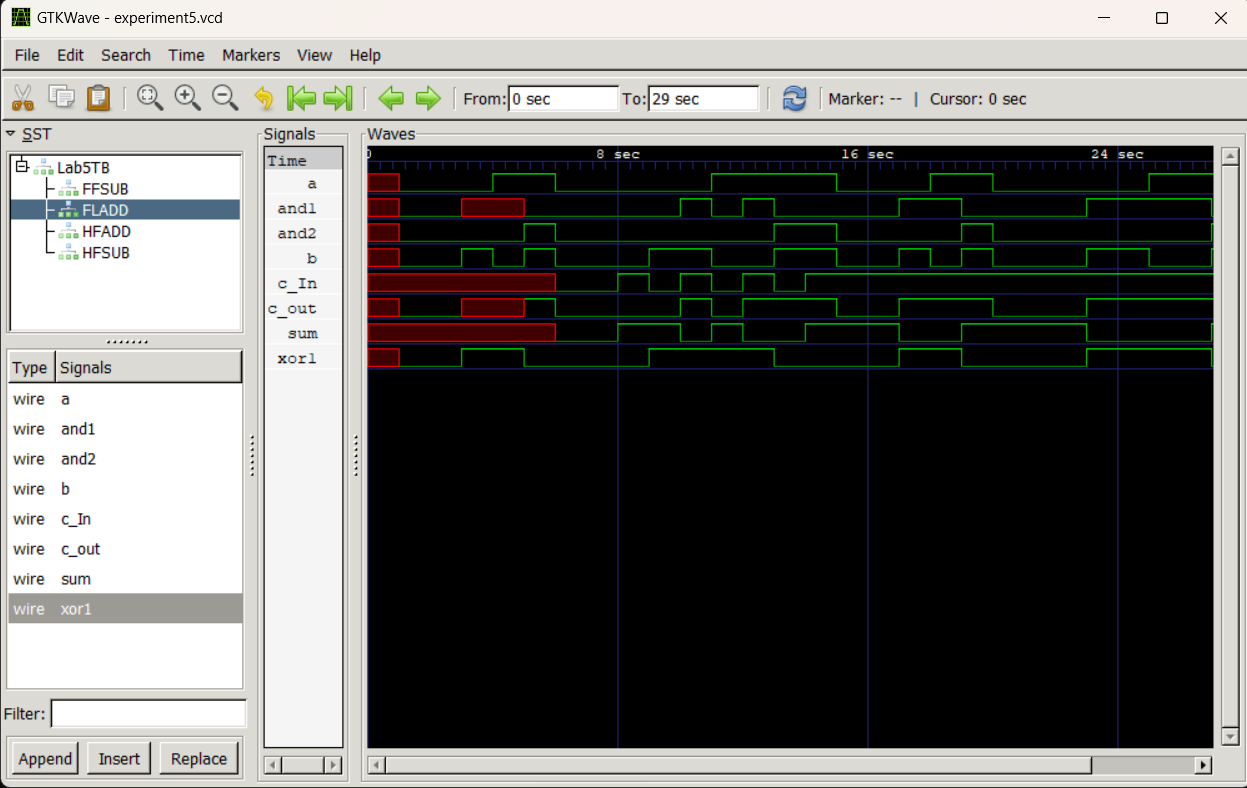 GTKWave - experiment5.vcd
File Edit Search Time Markers View Help
From: 0 sec To: 29 sec Marker: -- | Cursor: 0 sec
SST
Lab5TB
FFSUB
FLADD
HFADD
HFSUB
Type Signals
wire a
wire and1
wire and2
wire b
wire c_In
wire c_out
wire sum
wire xor1
Filter:
Append Insert Replace
Signals
Time
a
and1
and2
b
c_In
c_out
sum
xor1
Waves
0 8 sec 16 sec 24 sec